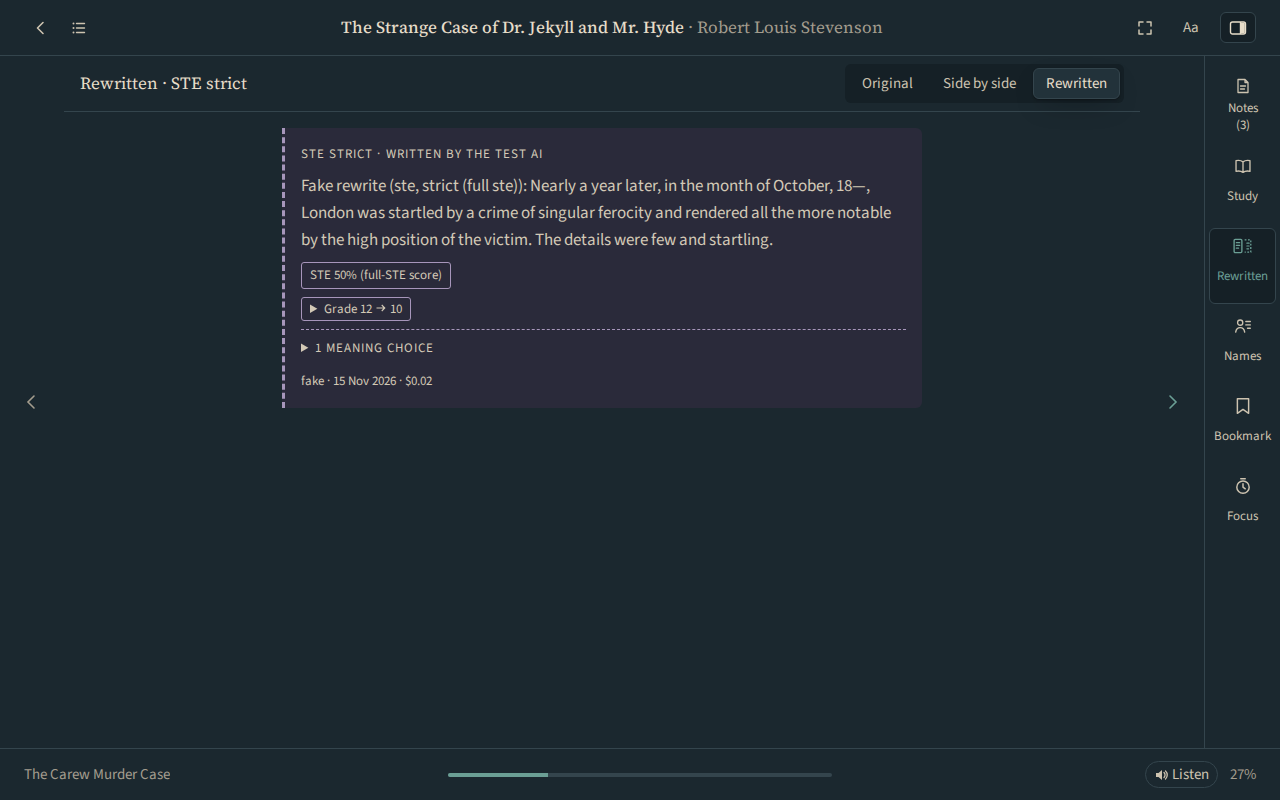 The Strange Case of Dr. Jekyll and Mr. Hyde · Robert Louis Stevenson
Aa
Rewritten · STE strict
Original
Side by side
Rewritten
STE STRICT · WRITTEN BY THE TEST AI
Fake rewrite (ste, strict (full ste)): Nearly a year later, in the month of October, 18—,
London was startled by a crime of singular ferocity and rendered all the more notable
by the high position of the victim. The details were few and startling.
STE 50% (full-STE score)
Grade 12 → 10
1 MEANING CHOICE
fake · 15 Nov 2026 · $0.02
Notes
(3)
Study
Rewritten
Names
Bookmark
Focus
The Carew Murder Case
Listen
27%